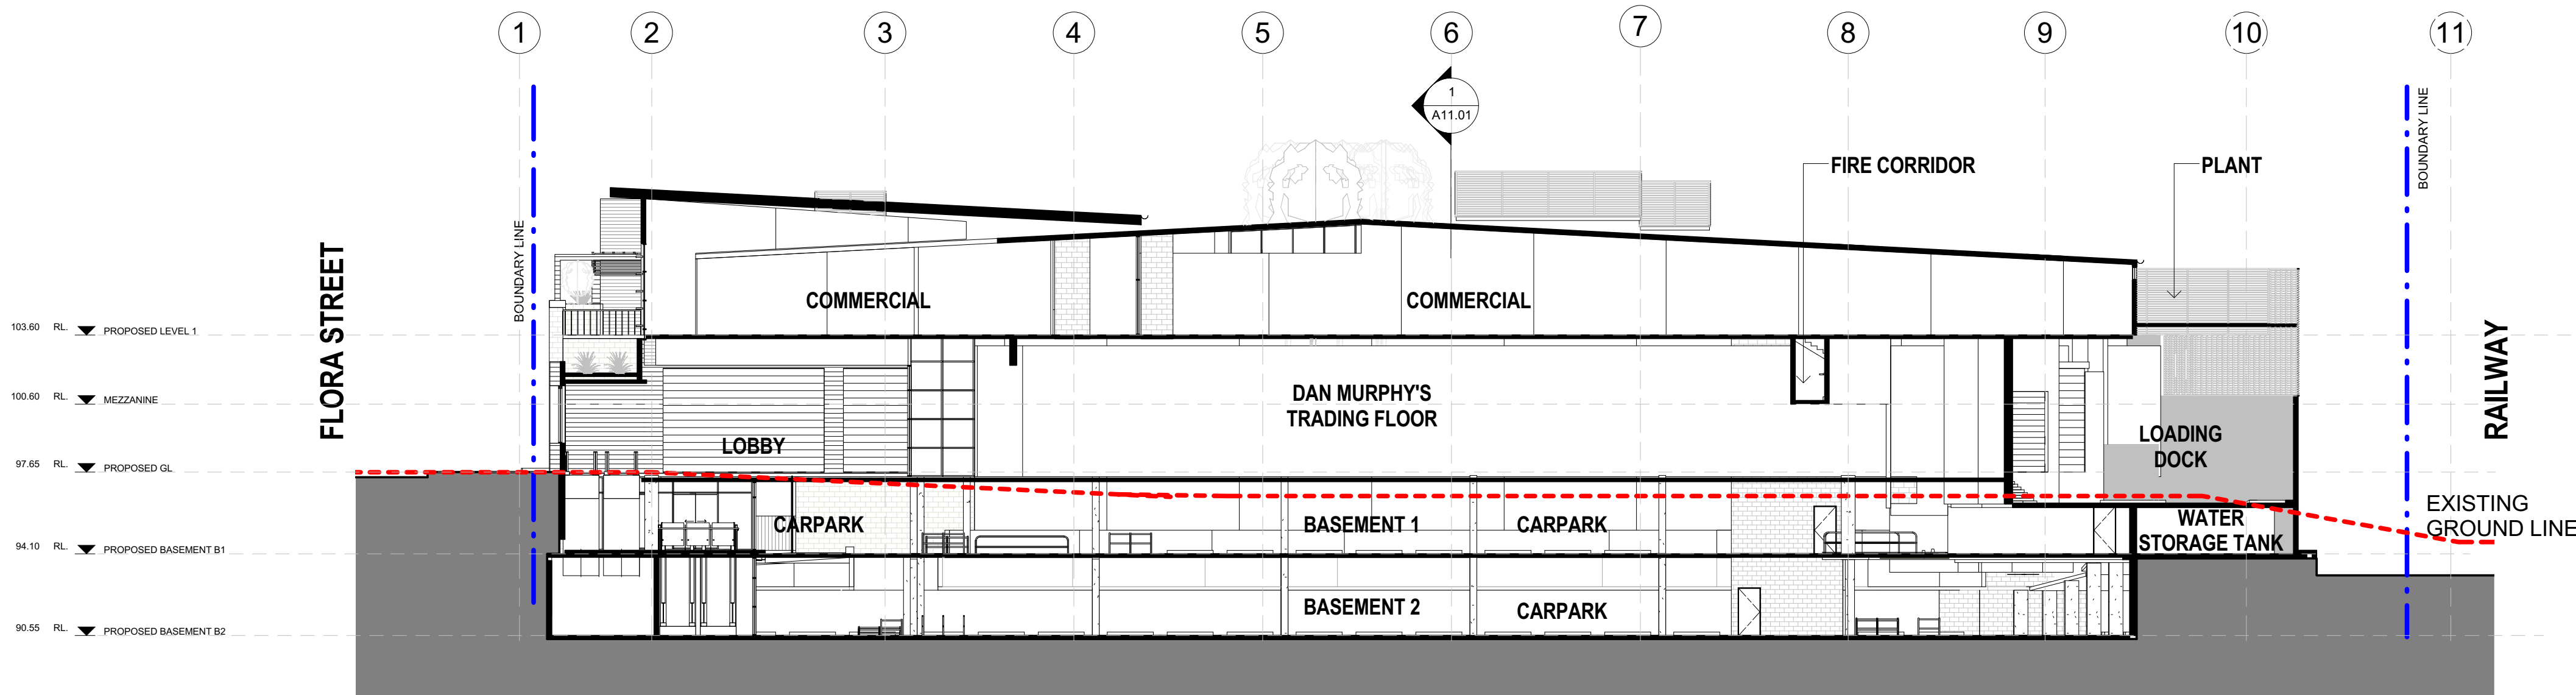 1
2
3
4
5
6
7
8
9
10
11
1
A11.01
BOUNDARY LINE
BOUNDARY LINE
FIRE CORRIDOR
PLANT
FLORA STREET
RAILWAY
COMMERCIAL
COMMERCIAL
103.60 RL. PROPOSED LEVEL 1
100.60 RL. MEZZANINE
DAN MURPHY'S
TRADING FLOOR
LOBBY
LOADING
DOCK
97.65 RL. PROPOSED GL
EXISTING
GROUND LINE
CARPARK
BASEMENT 1
CARPARK
WATER
STORAGE TANK
94.10 RL. PROPOSED BASEMENT B1
BASEMENT 2
CARPARK
90.55 RL. PROPOSED BASEMENT B2